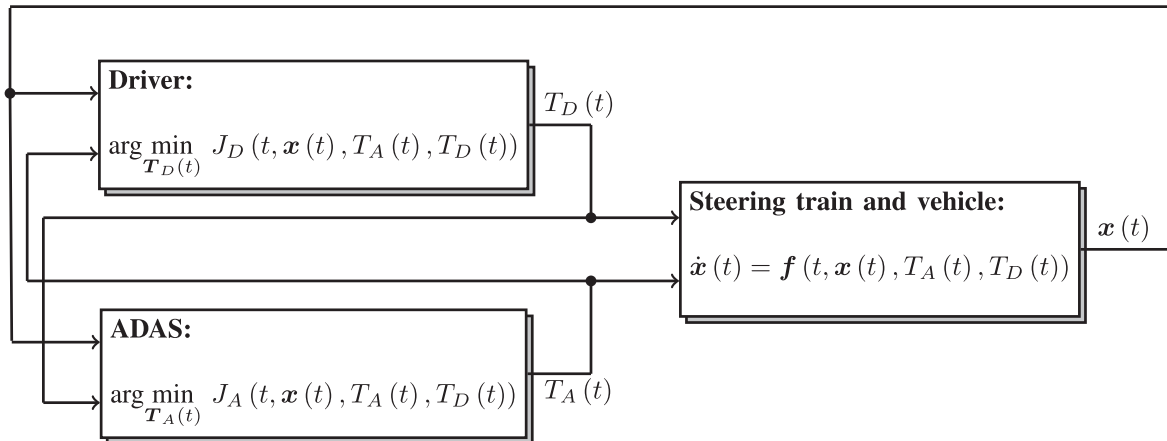 Driver:
T_D (t)
arg min J_D (t, x (t) , T_A (t) , T_D (t))
T_D(t)
Steering train and vehicle:
x (t)
ẋ (t) = f (t, x (t) , T_A (t) , T_D (t))
ADAS:
arg min J_A (t, x (t) , T_A (t) , T_D (t))
T_A(t)
T_A (t)